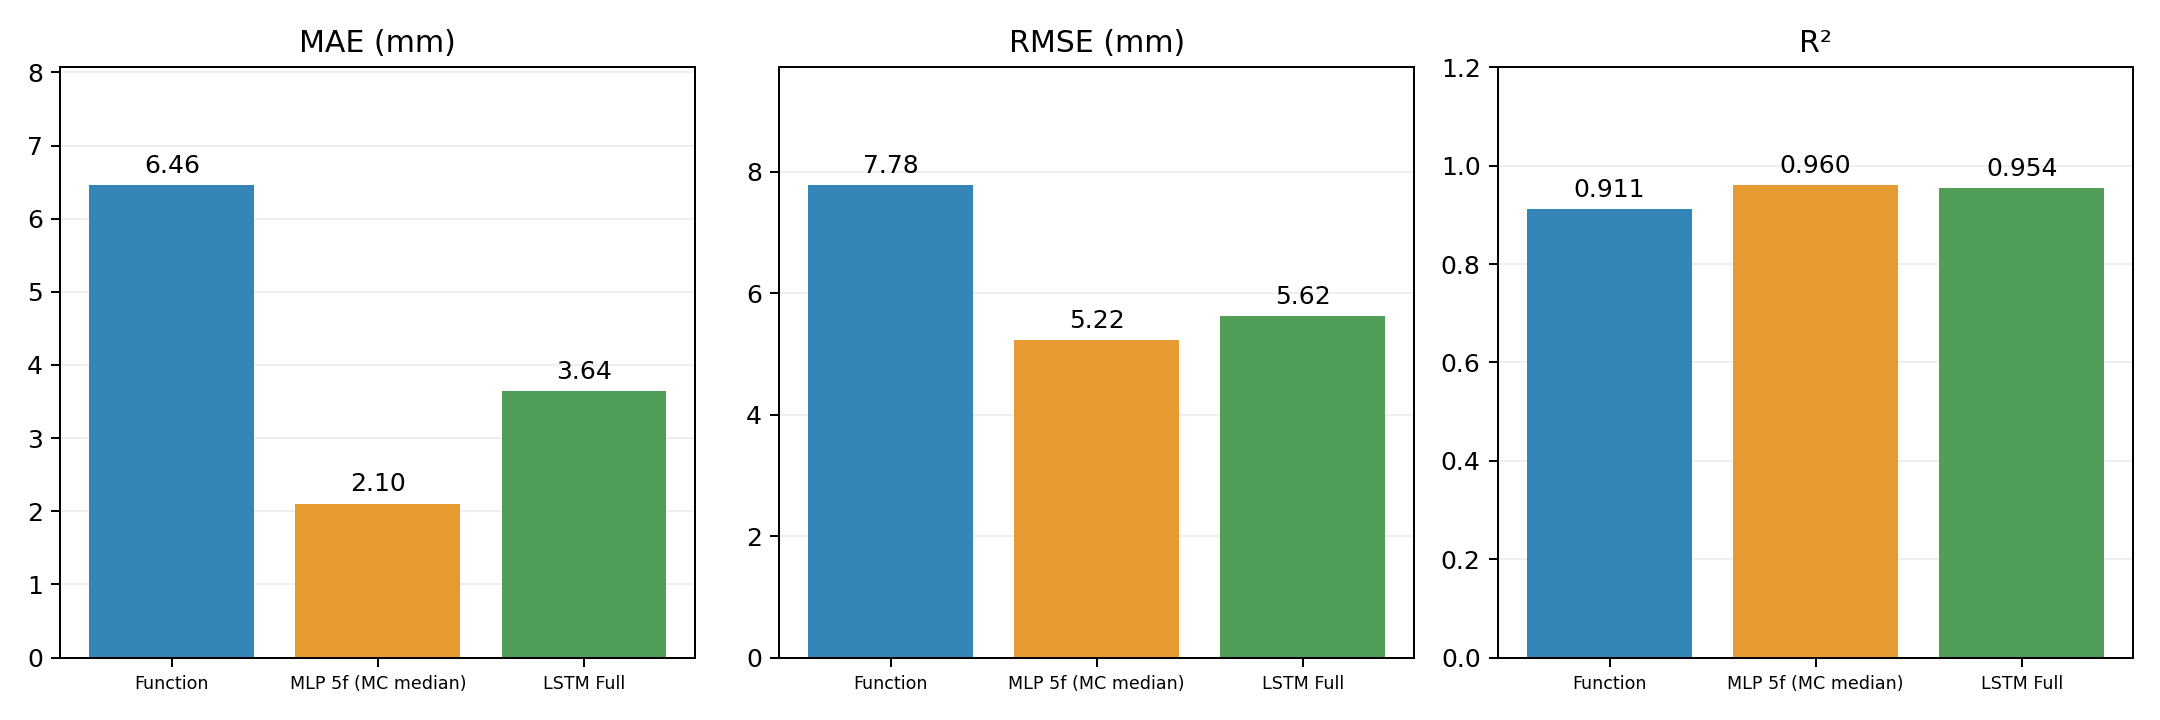 MAE (mm)
8
7
6
5
4
3
2
1
0
6.46
2.10
3.64
Function
MLP 5f (MC median)
LSTM Full
RMSE (mm)
8
6
4
2
0
7.78
5.22
5.62
Function
MLP 5f (MC median)
LSTM Full
R²
1.2
1.0
0.8
0.6
0.4
0.2
0.0
0.911
0.960
0.954
Function
MLP 5f (MC median)
LSTM Full